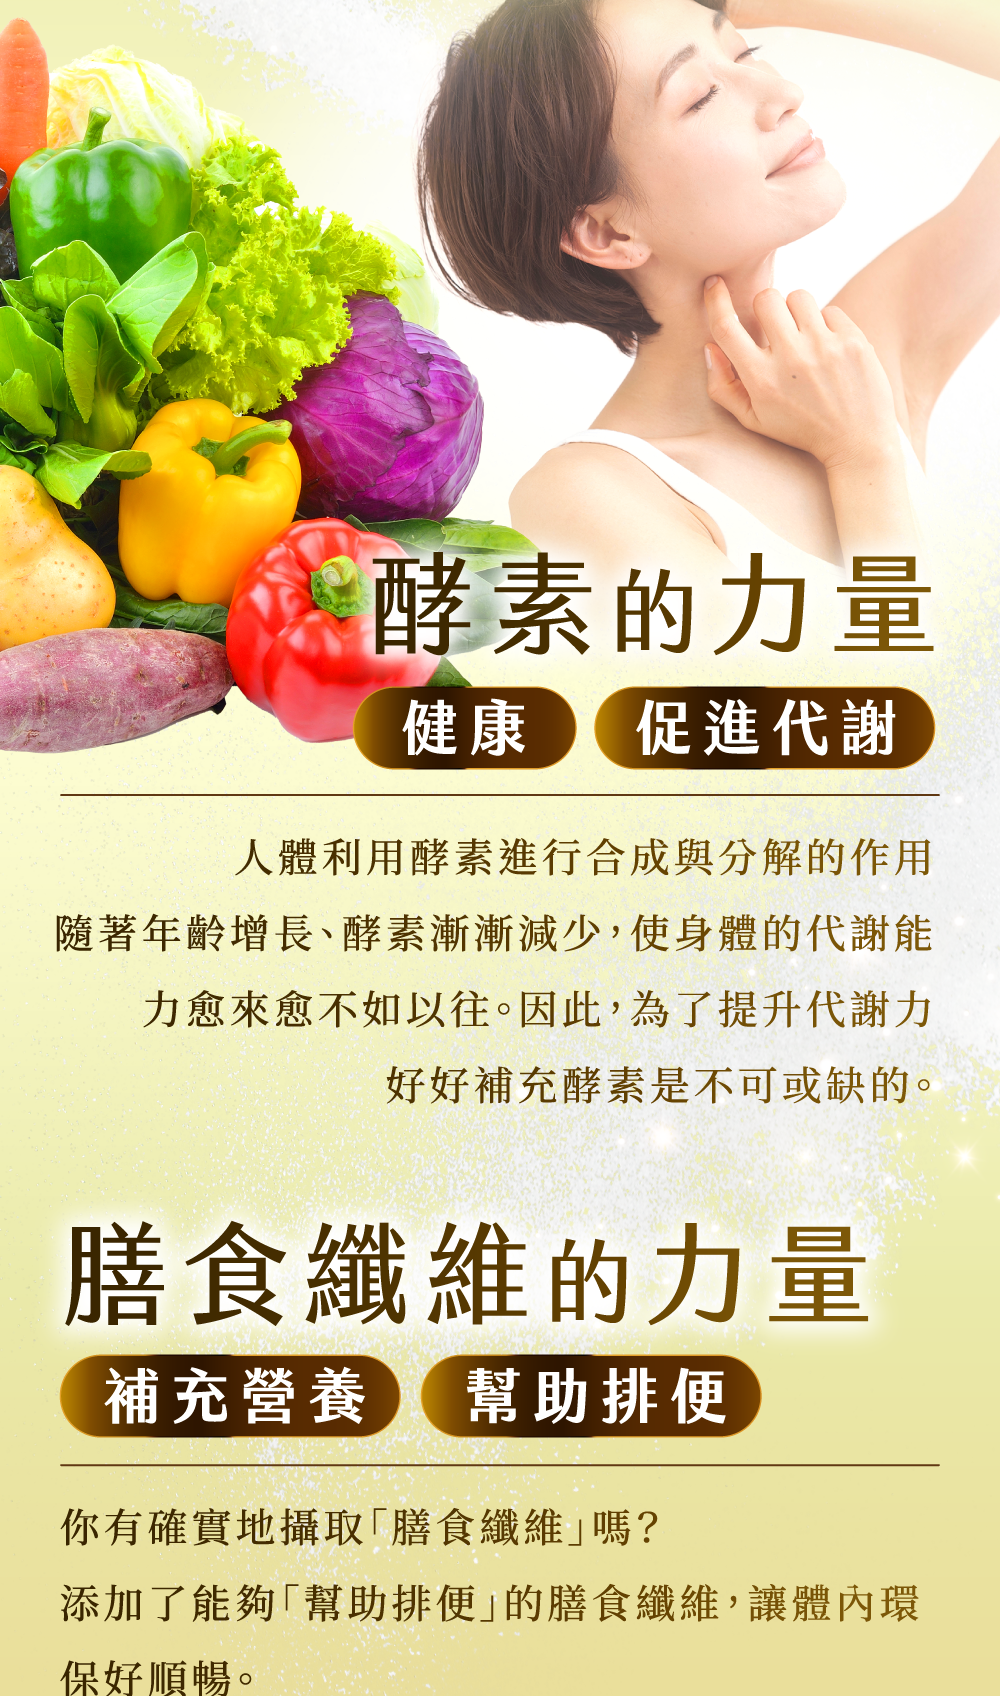 酵素的力量
健康 促進代謝
人體利用酵素進行合成與分解的作用
隨著年齡增長、酵素漸漸減少,使身體的代謝能
力愈來愈不如以往。因此,為了提升代謝力
好好補充酵素是不可或缺的。
膳食纖維的力量
補充營養 幫助排便
你有確實地攝取「膳食纖維」嗎?
添加了能夠「幫助排便」的膳食纖維,讓體內環
保好順暢。